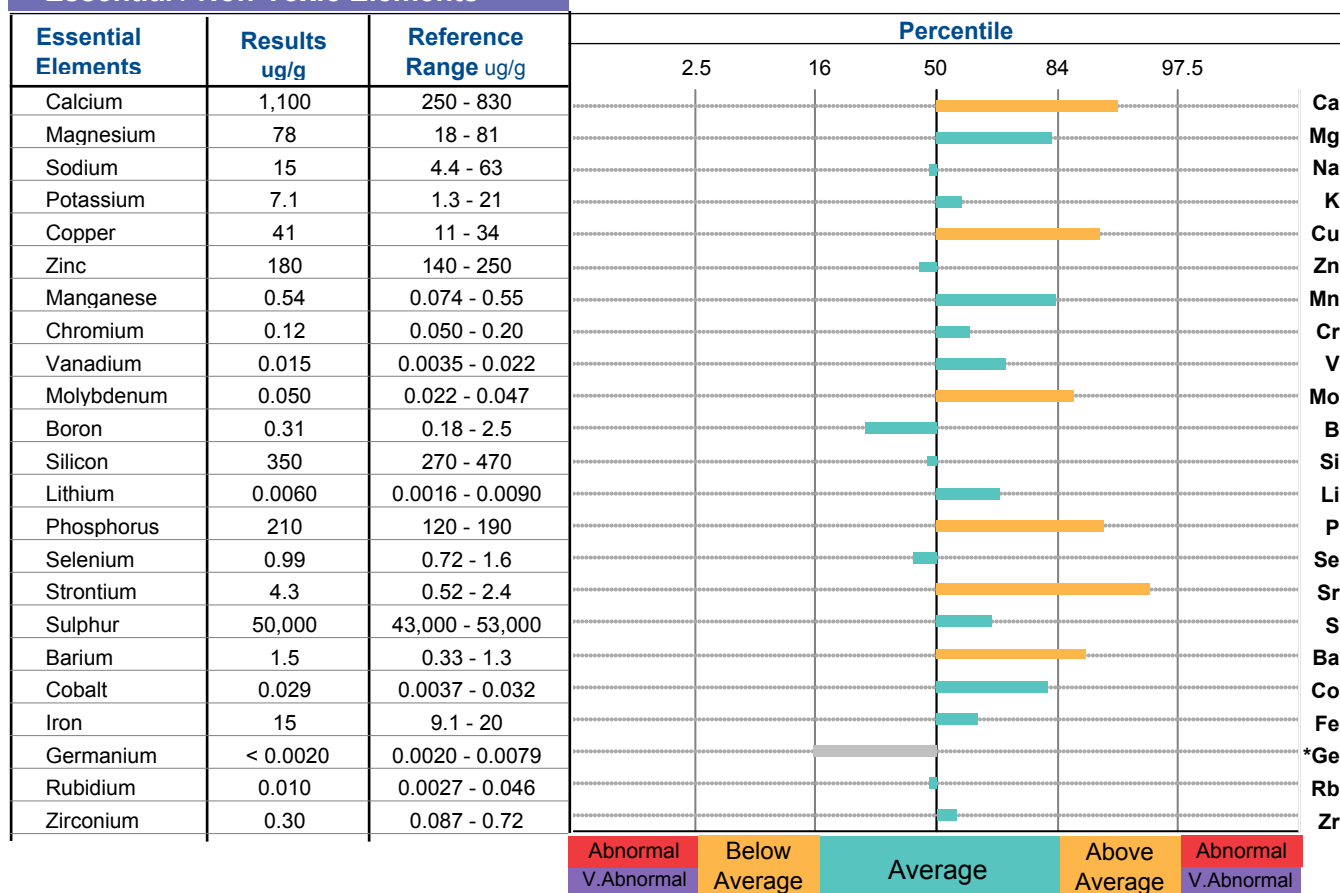 Essential / Non-Toxic Elements
Essential Elements Results ug/g Reference Range ug/g Percentile
2.5 16 50 84 97.5
Calcium 1,100 250 - 830 Ca
Magnesium 78 18 - 81 Mg
Sodium 15 4.4 - 63 Na
Potassium 7.1 1.3 - 21 K
Copper 41 11 - 34 Cu
Zinc 180 140 - 250 Zn
Manganese 0.54 0.074 - 0.55 Mn
Chromium 0.12 0.050 - 0.20 Cr
Vanadium 0.015 0.0035 - 0.022 V
Molybdenum 0.050 0.022 - 0.047 Mo
Boron 0.31 0.18 - 2.5 B
Silicon 350 270 - 470 Si
Lithium 0.0060 0.0016 - 0.0090 Li
Phosphorus 210 120 - 190 P
Selenium 0.99 0.72 - 1.6 Se
Strontium 4.3 0.52 - 2.4 Sr
Sulphur 50,000 43,000 - 53,000 S
Barium 1.5 0.33 - 1.3 Ba
Cobalt 0.029 0.0037 - 0.032 Co
Iron 15 9.1 - 20 Fe
Germanium < 0.0020 0.0020 - 0.0079 *Ge
Rubidium 0.010 0.0027 - 0.046 Rb
Zirconium 0.30 0.087 - 0.72 Zr
Abnormal Below Average Above Abnormal
V.Abnormal Average Average V.Abnormal